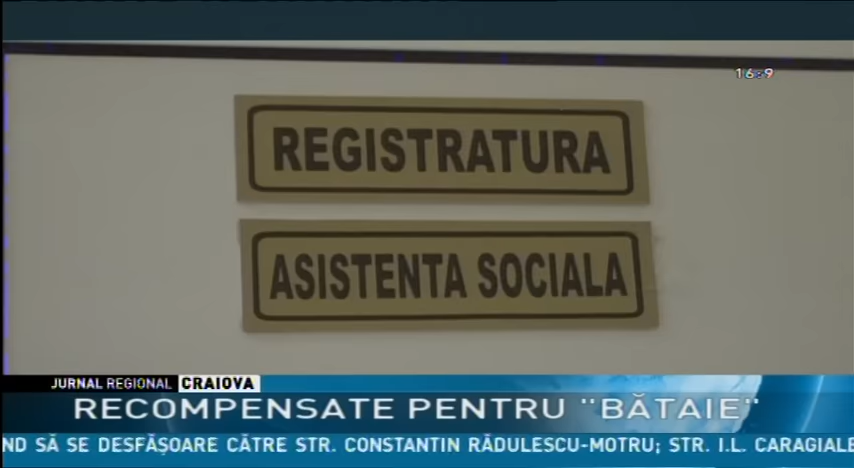 16:9
REGISTRATURA
ASISTENTA SOCIALA
JURNAL REGIONAL CRAIOVA
RECOMPENSATE PENTRU "BĂTAIE"
ND SĂ SE DESFĂȘOARE CĂTRE STR. CONSTANTIN RĂDULESCU-MOTRU; STR. I.L. CARAGIALE